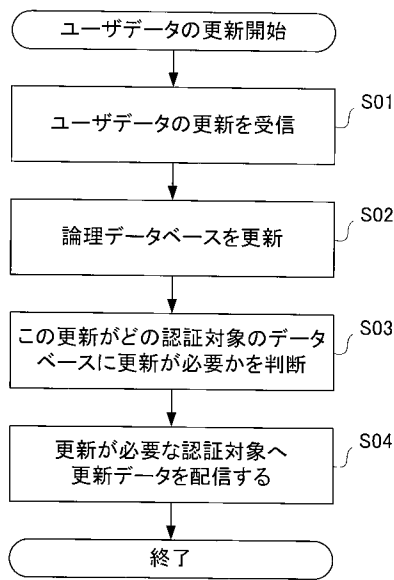 ユーザデータの更新開始
S01
ユーザデータの更新を受信
S02
論理データベースを更新
S03
この更新がどの認証対象のデータ
ベースに更新が必要かを判断
S04
更新が必要な認証対象へ
更新データを配信する
終了